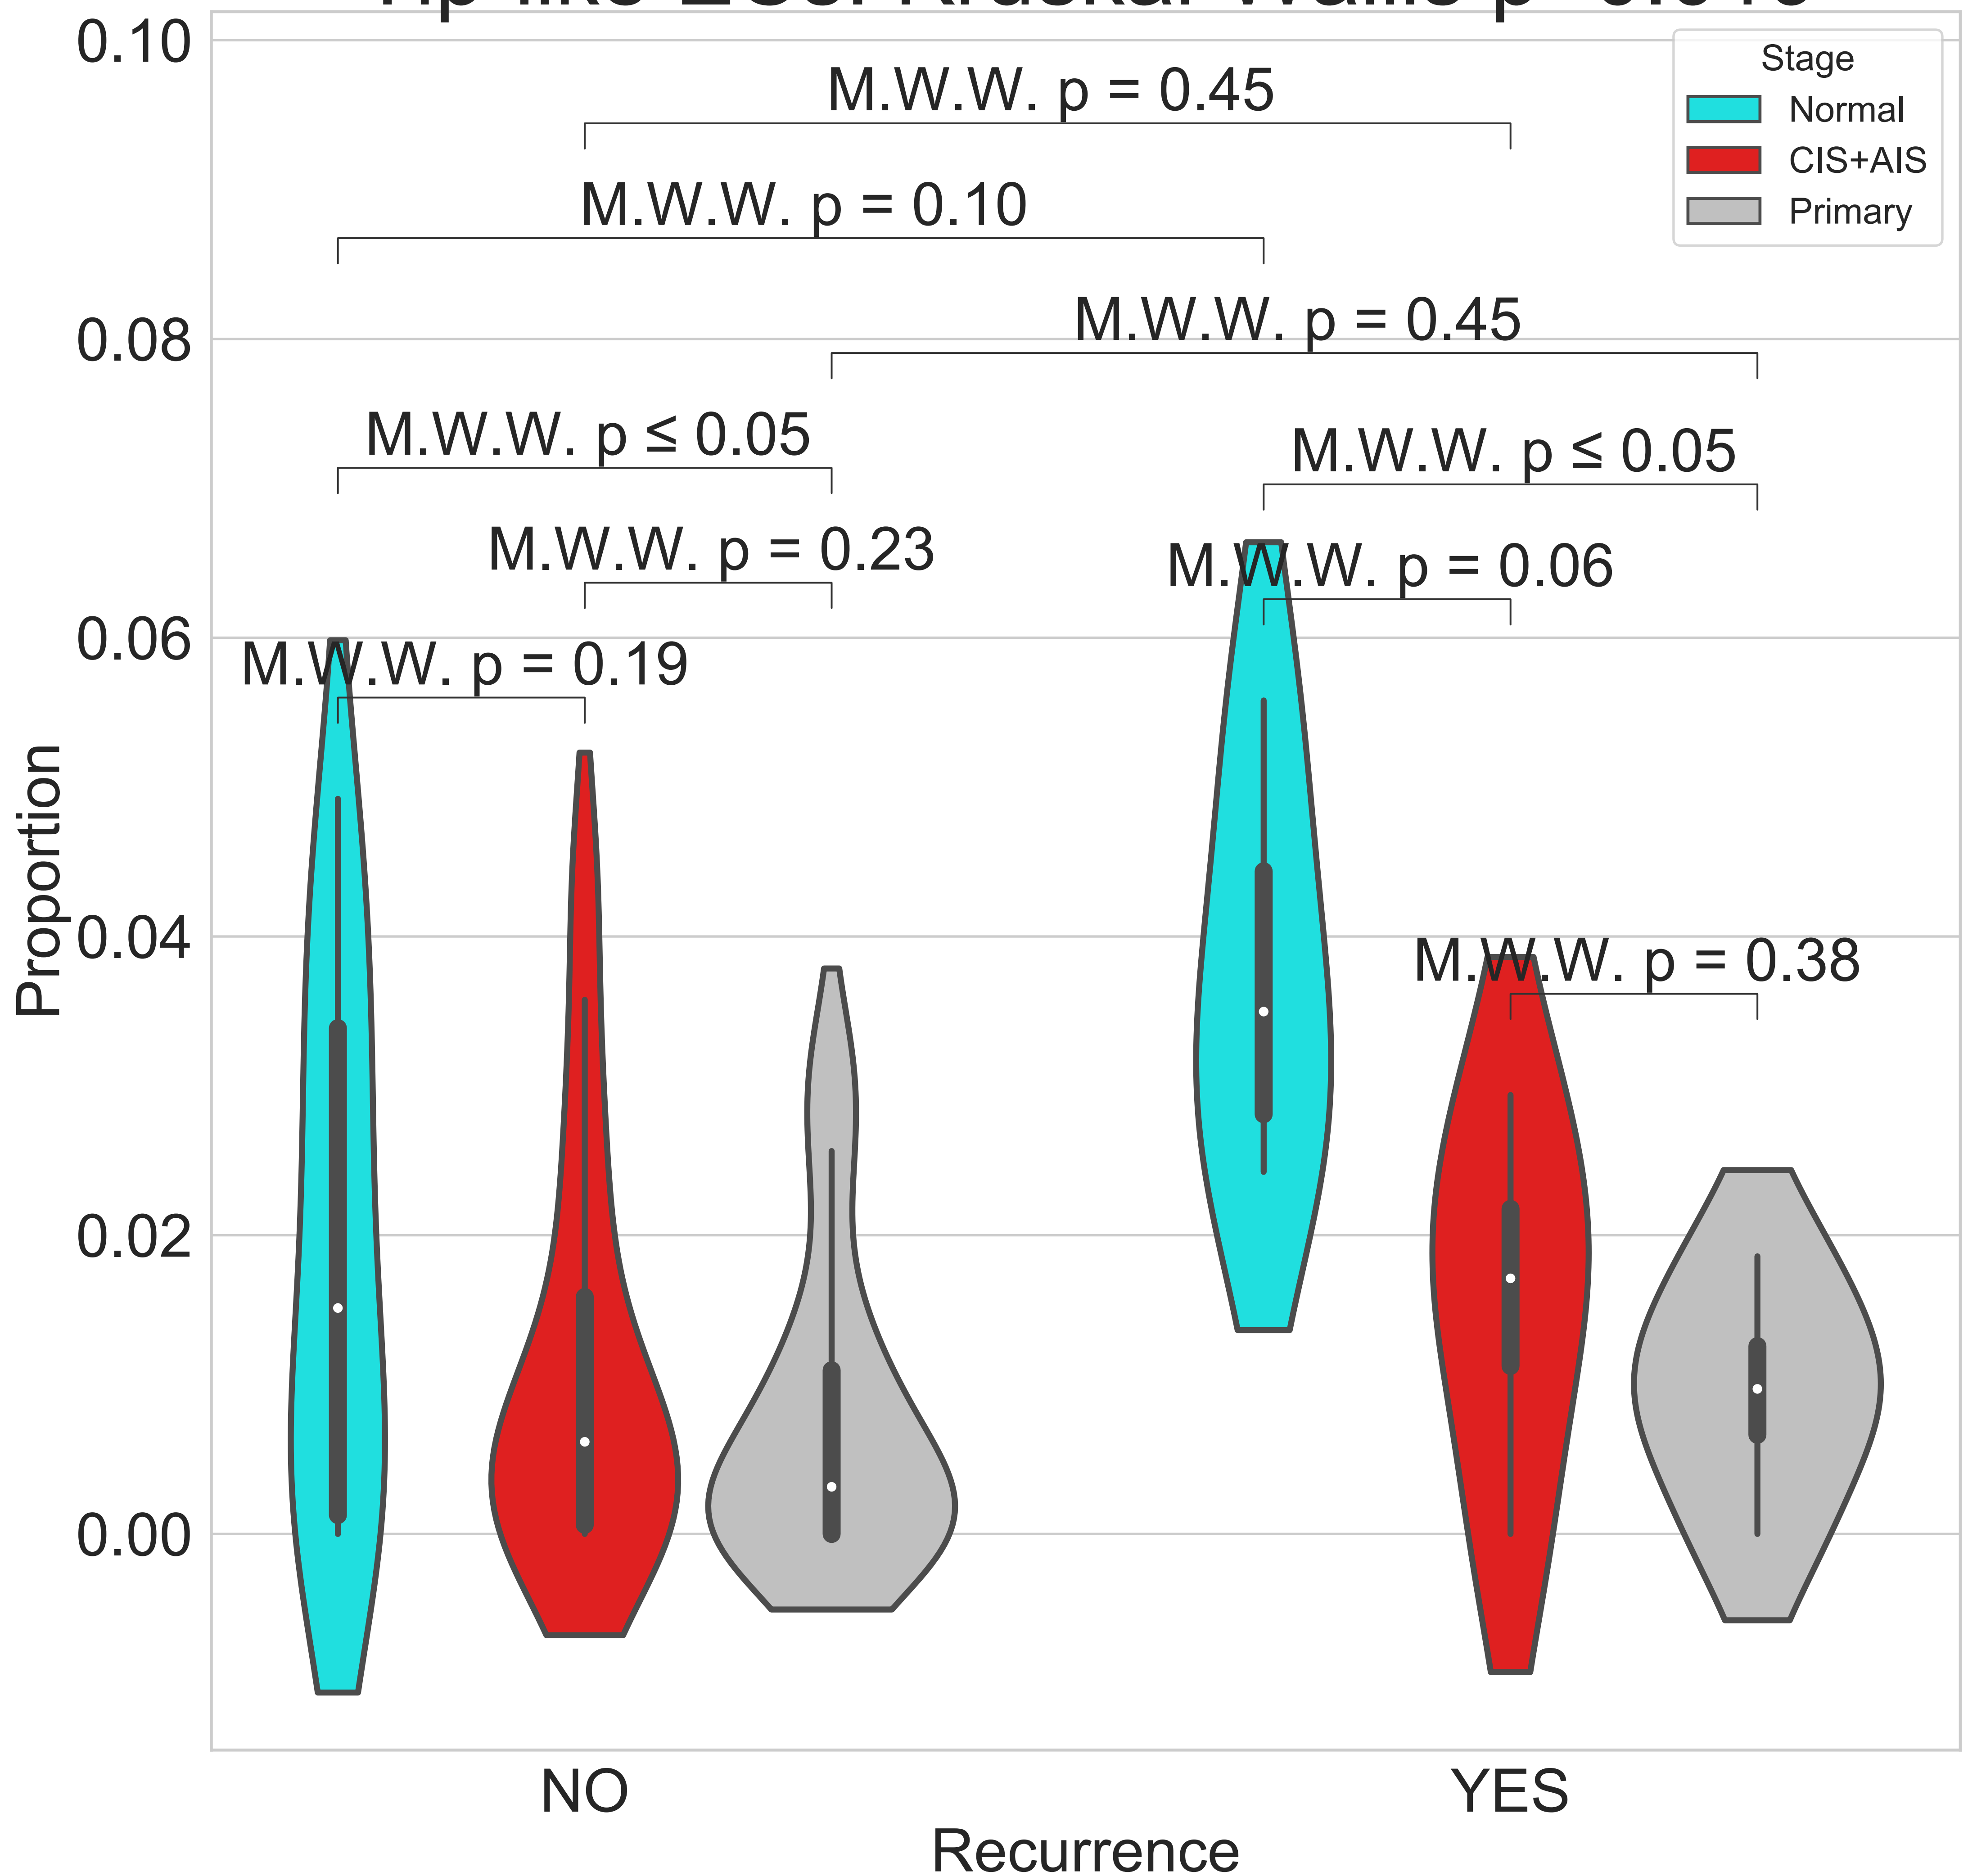 0.10
0.08
0.06
0.04
0.02
0.00
Proportion
M.W.W. p = 0.45
M.W.W. p = 0.10
M.W.W. p = 0.45
M.W.W. p ≤ 0.05
M.W.W. p ≤ 0.05
M.W.W. p = 0.23
M.W.W. p = 0.06
M.W.W. p = 0.19
M.W.W. p = 0.38
Stage
Normal
CIS+AIS
Primary
NO
YES
Recurrence